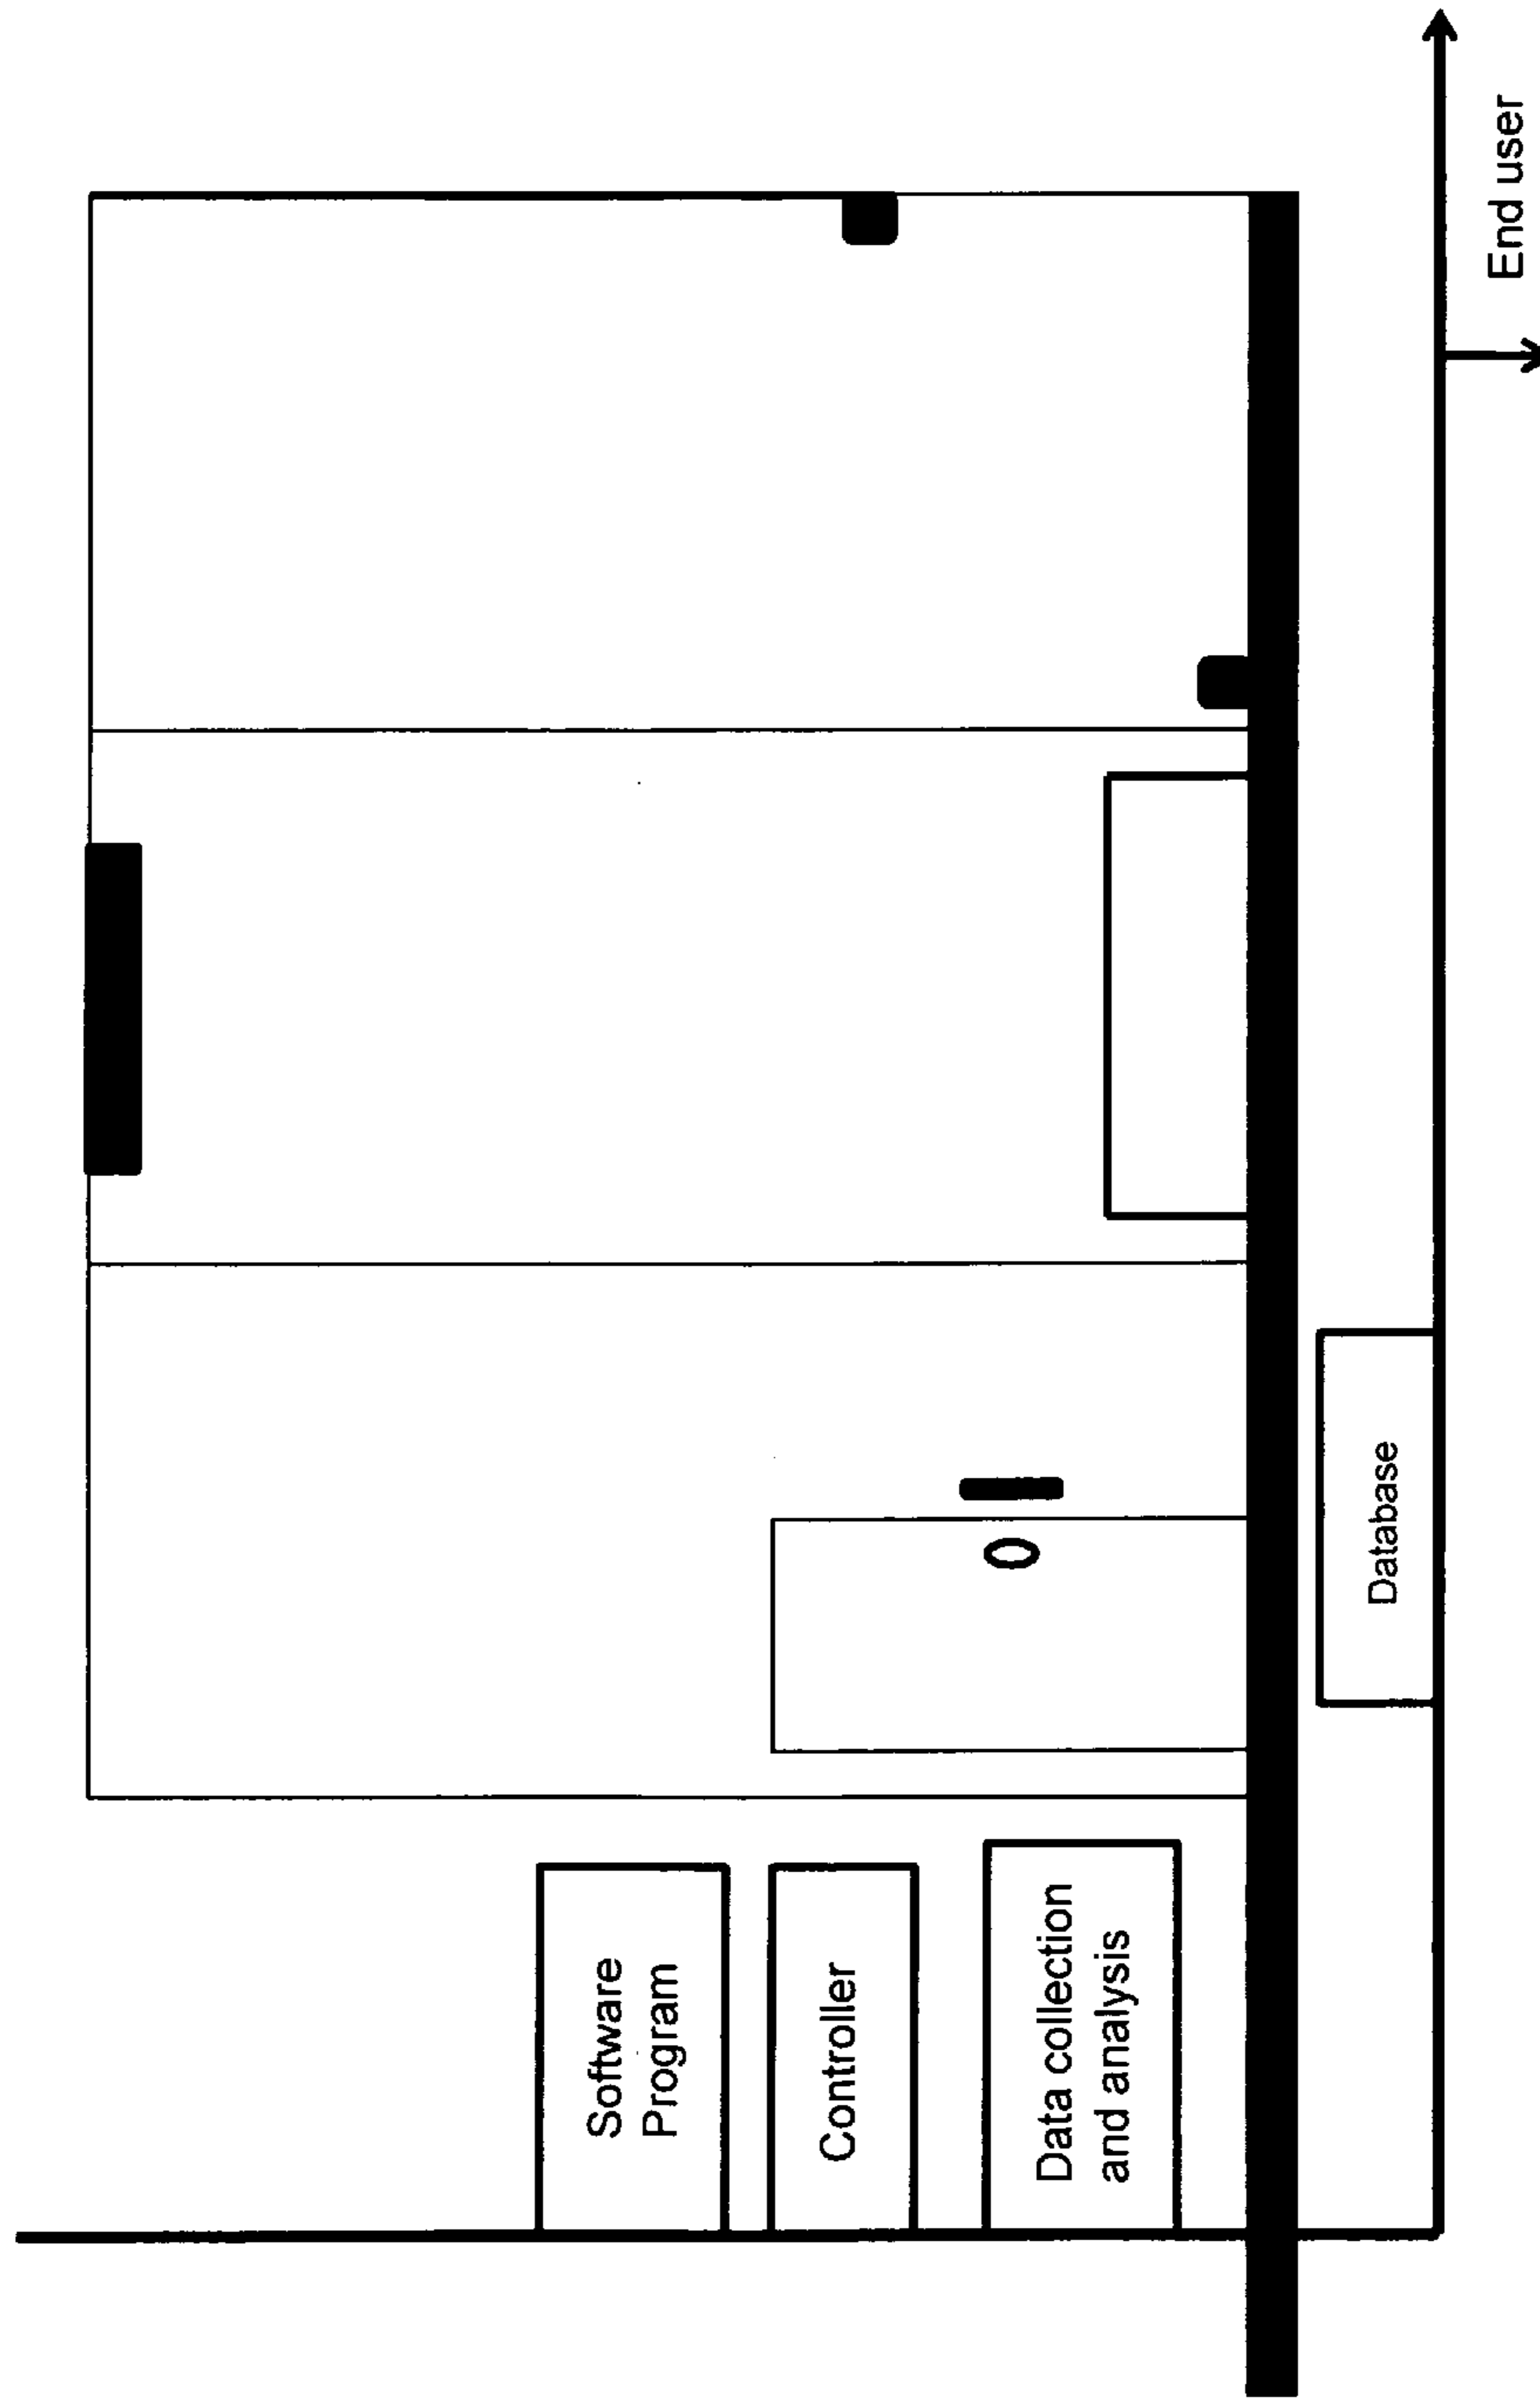 Software
Program
Controller
Data collection
and analysis
Database
End user